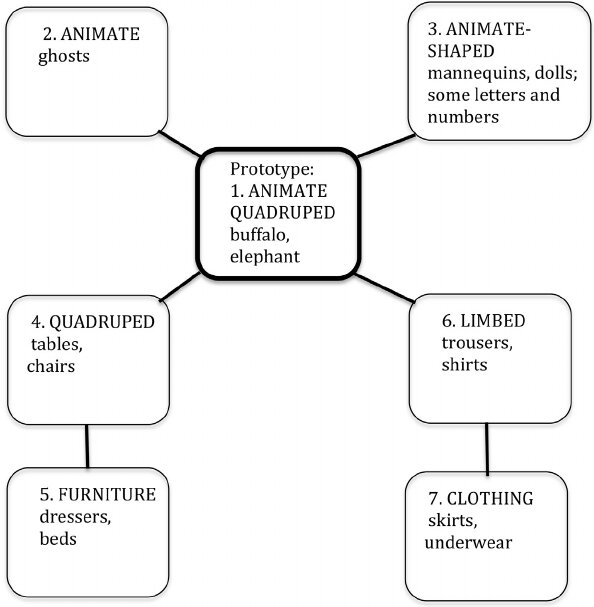 2. ANIMATE
ghosts
3. ANIMATE-
SHAPED
mannequins, dolls;
some letters and
numbers
Prototype:
1. ANIMATE
QUADRUPED
buffalo,
elephant
4. QUADRUPED
tables,
chairs
6. LIMBED
trousers,
shirts
5. FURNITURE
dressers,
beds
7. CLOTHING
skirts,
underwear